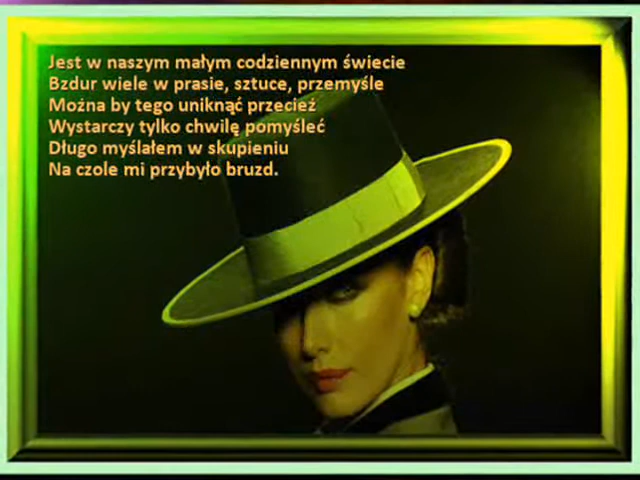 Jest w naszym małym codziennym świecie
Bzdur wiele w prasie, sztuce, przemyśle
Można by tego uniknąć przecież
Wystarczy tylko chwilę pomyśleć
Długo myślałem w skupieniu
Na czole mi przybyło bruzd.